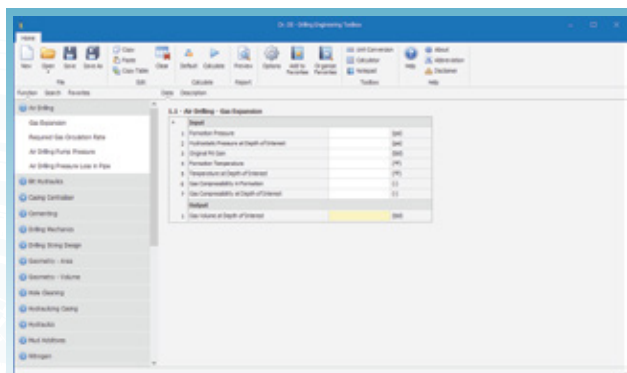 Dr. DE - Drilling Engineering Toolbox
Home
New
Open
Save
Save As
Copy
Paste
Copy Table
Clear
Default
Calculate
Preview
Options
Add to Favorites
Organize Favorites
Unit Conversion
Calculator
Notepad
Help
About
Abbreviation
Disclaimer
File
Edit
Calculate
Report
Toolbox
Help
Function
Search
Favorites
Data
Description
Air Drilling
Gas Expansion
Required Gas Circulation Rate
Air Drilling Pump Pressure
Air Drilling Pressure Loss in Pipe
Bit Hydraulics
Casing Centralizer
Cementing
Drilling Mechanics
Drilling String Design
Geometric - Area
Geometric - Volume
Hole Cleaning
Hydraulicing Casing
Hydraulics
Mud Additives
Nitrogen
1.1 - Air Drilling - Gas Expansion
Input
1 Formation Pressure (psi)
2 Hydrostatic Pressure at Depth of Interest (psi)
3 Original Pit Gain (bbl)
4 Formation Temperature (°F)
5 Temperature at Depth of Interest (°F)
6 Gas Compressibility in Formation (-)
7 Gas Compressibility at Depth of Interest (-)
Output
1 Gas Volume at Depth of Interest (bbl)